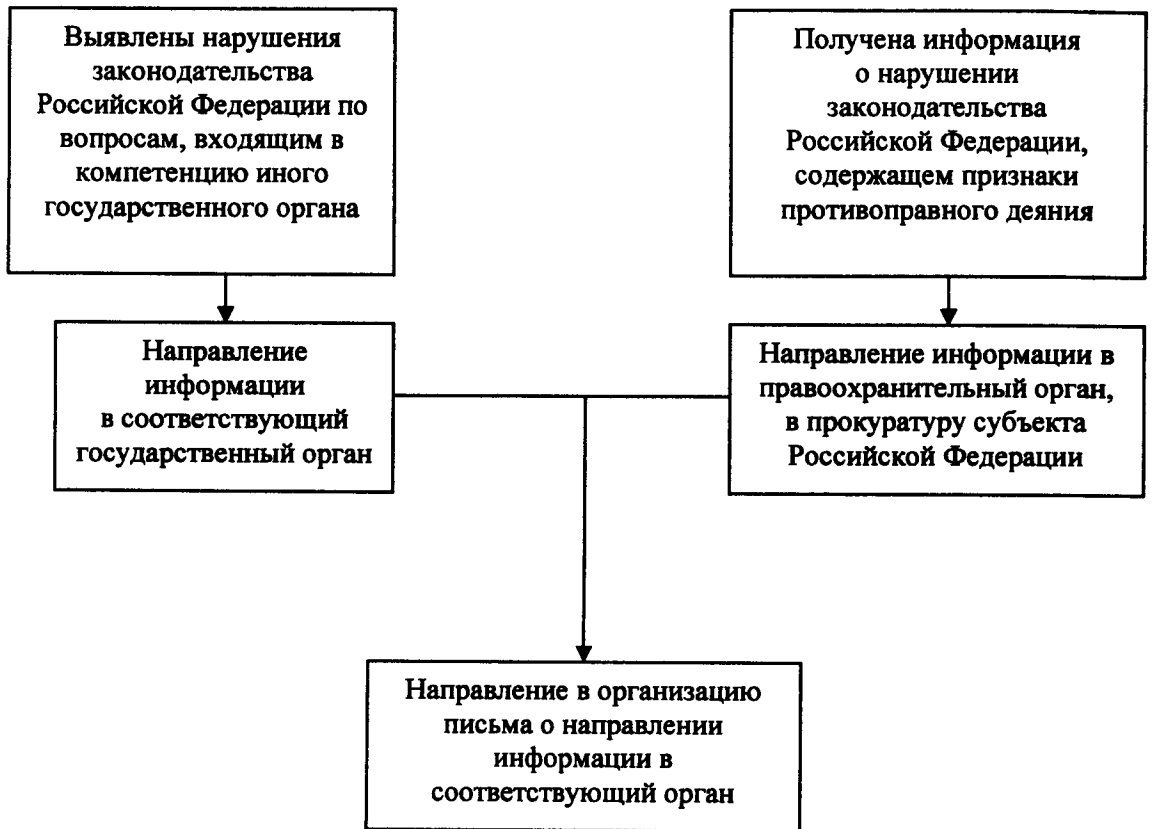 Выявлены нарушения
законодательства
Российской Федерации по
вопросам, входящим в
компетенцию иного
государственного органа
Получена информация
о нарушении
законодательства
Российской Федерации,
содержащем признаки
противоправного деяния
Направление
информации
в соответствующий
государственный орган
Направление информации в
правоохранительный орган,
в прокуратуру субъекта
Российской Федерации
Направление в организацию
письма о направлении
информации в
соответствующий орган